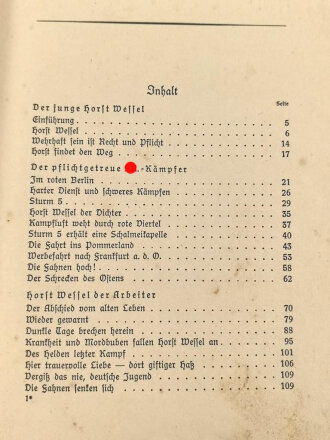 Inhalt
Seite
Der junge Horst Wessel
Einführung . . . . . . . . . . . . . . . . 5
Horst Wessel . . . . . . . . . . . . . . . 6
Wehrhaft sein ist Recht und Pflicht . . . . . . . 14
Horst findet den Weg . . . . . . . . . . . . 17
Der pflichtgetreue .-Kämpfer
Im roten Berlin . . . . . . . . . . . . . . 21
Harter Dienst und schweres Kämpfen . . . . . . 26
Sturm 5 . . . . . . . . . . . . . . . . . 29
Horst Wessel der Dichter . . . . . . . . . . 35
Kampfluft weht durch rote Viertel . . . . . . . 37
Sturm 5 erhält eine Schalmeikapelle . . . . . . 40
Die Fahrt ins Pommerland . . . . . . . . . . 43
Werbefahrt nach Frankfurt a. d. O. . . . . . . . 53
Die Fahnen hoch! . . . . . . . . . . . . . 58
Der Schrecken des Ostens . . . . . . . . . . 62
Horst Wessel der Arbeiter
Der Abschied vom alten Leben . . . . . . . . 70
Wieder gewarnt . . . . . . . . . . . . . . 79
Dunkle Tage brechen herein . . . . . . . . . 88
Krankheit und Mordbuben fallen Horst Wessel an . . 95
Des Helden letzter Kampf . . . . . . . . . . 101
Hier trauervolle Liebe — dort giftiger Haß . . . . 106
Vergiß das nie, deutsche Jugend . . . . . . . 109
Die Fahnen senken sich . . . . . . . . . . . 109
1*